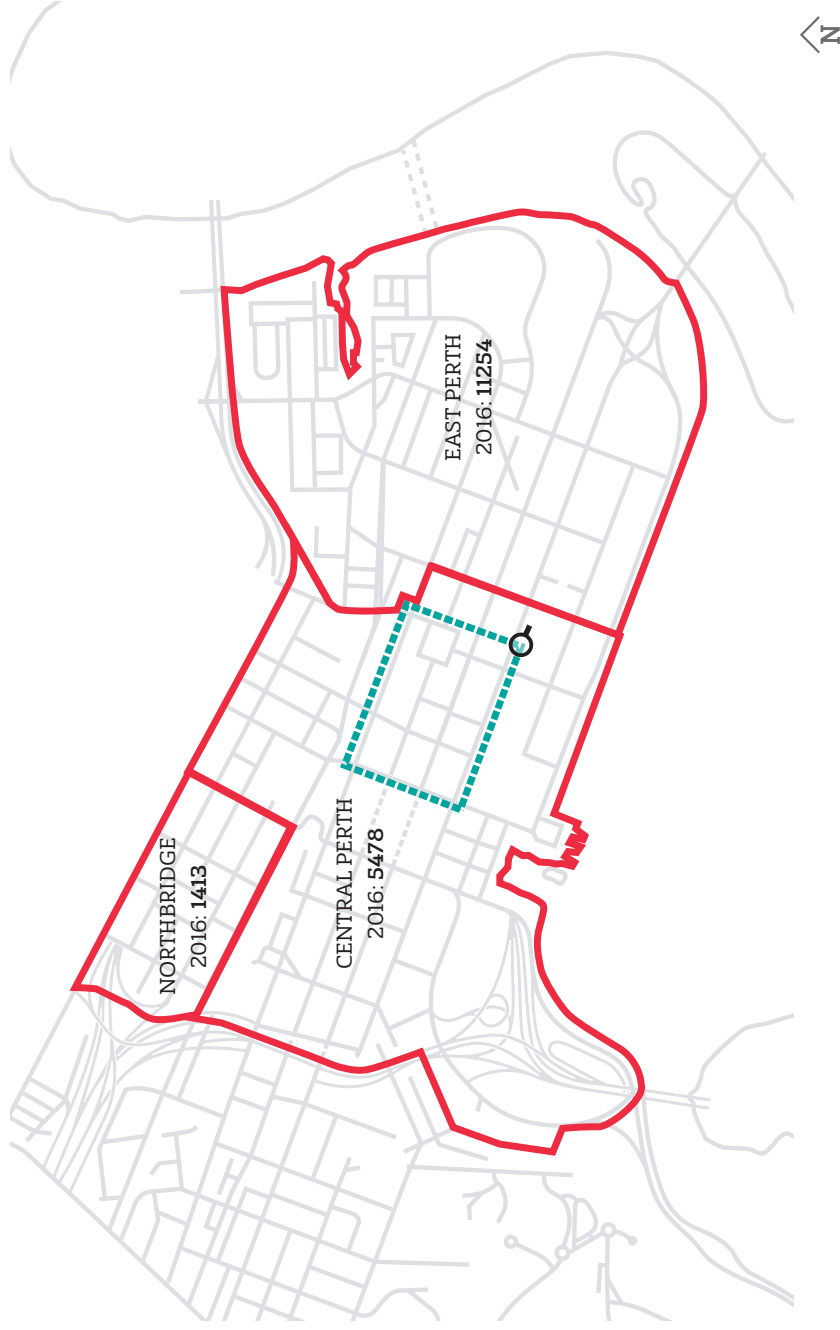 N
EAST PERTH
2016: 11254
CENTRAL PERTH
2016: 5478
NORTHBRIDGE
2016: 1413